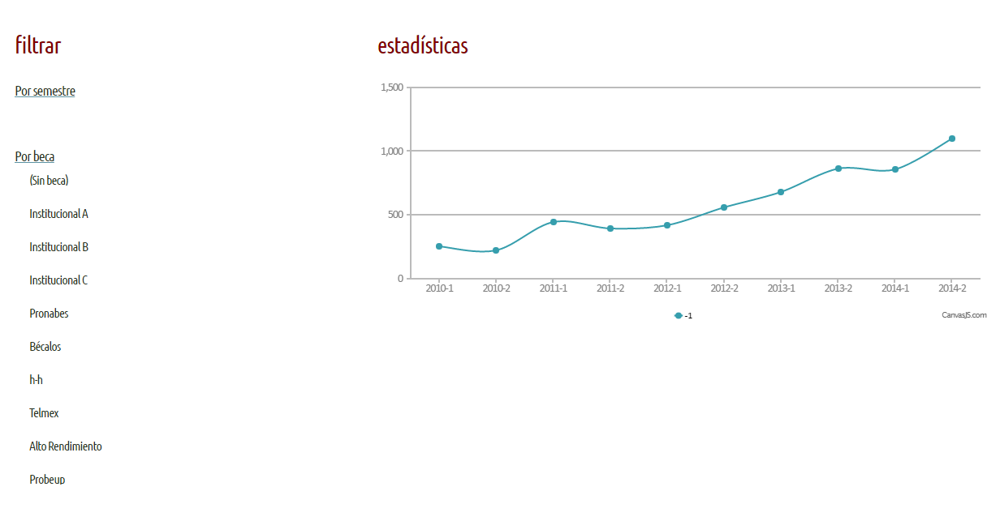 filtrar
Por semestre
Por beca
(Sin beca)
Institucional A
Institucional B
Institucional C
Pronabes
Bécalos
h-h
Telmex
Alto Rendimiento
Probeup
estadísticas
1,500
1,000
500
0
2010-1 2010-2 2011-1 2011-2 2012-1 2012-2 2013-1 2013-2 2014-1 2014-2
-1
CanvasJS.com